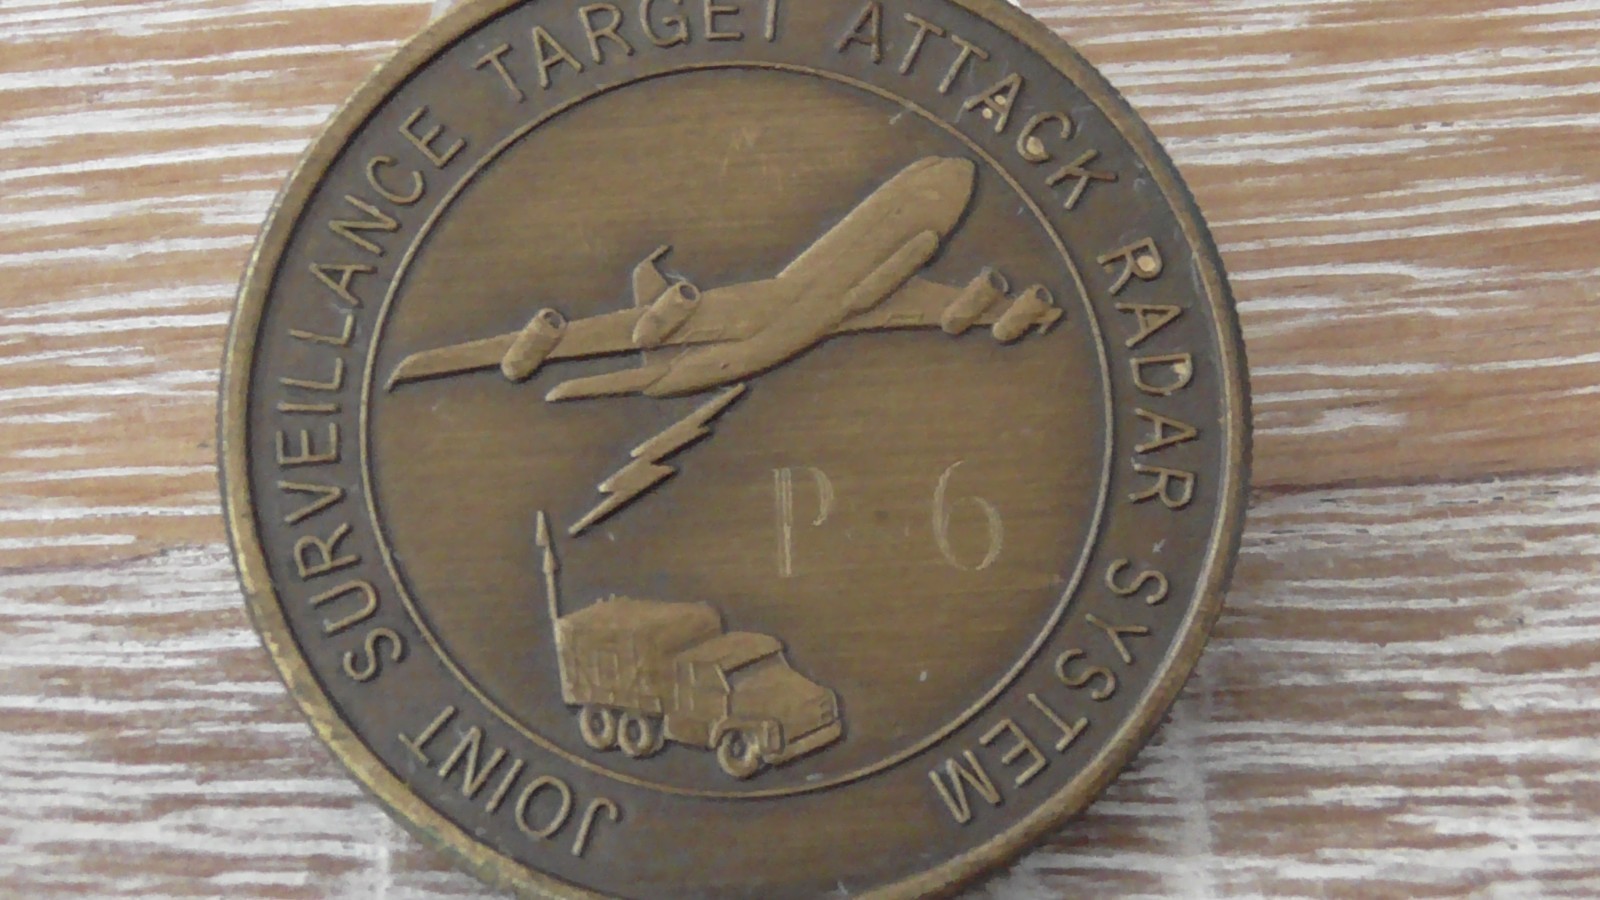 JOINT SURVEILLANCE TARGET ATTACK RADAR SYSTEM
P 6